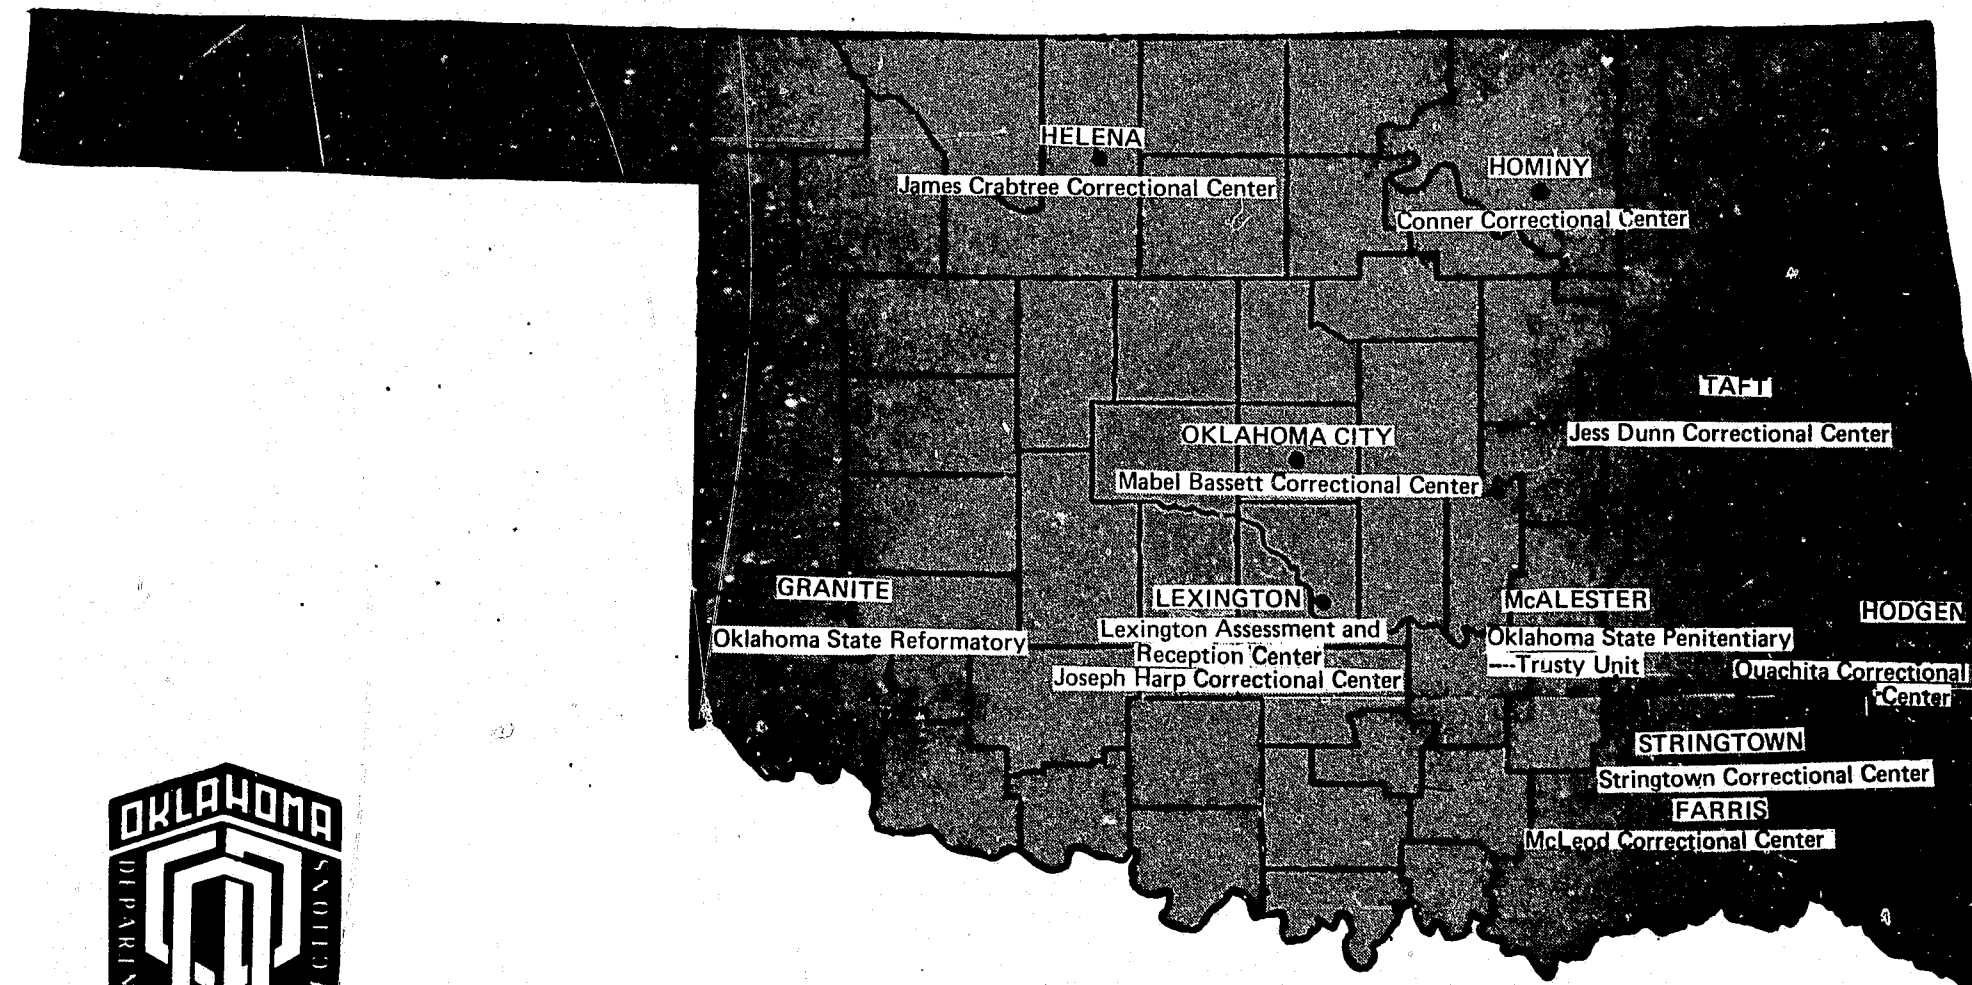 HELENA
James Crabtree Correctional Center
HOMINY
Conner Correctional Center
TAFT
Jess Dunn Correctional Center
OKLAHOMA CITY
Mabel Bassett Correctional Center
GRANITE
Oklahoma State Reformatory
LEXINGTON
Lexington Assessment and
Reception Center
Joseph Harp Correctional Center
McALESTER
Oklahoma State Penitentiary
----Trusty Unit
HODGEN
Ouachita Correctional
Center
STRINGTOWN
Stringtown Correctional Center
FARRIS
McLeod Correctional Center
OKLAHOMA